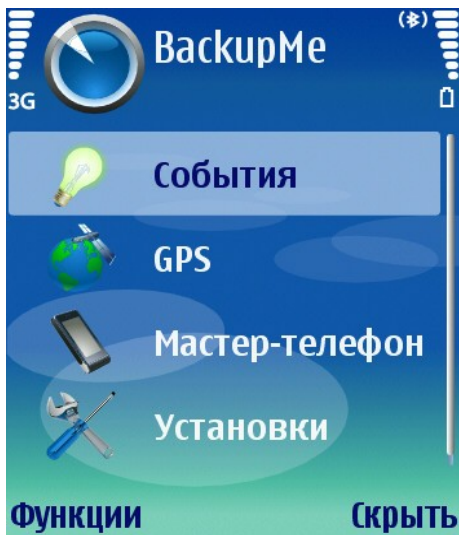 BackupMe
3G
События
GPS
Мастер-телефон
Установки
Функции
Скрыть